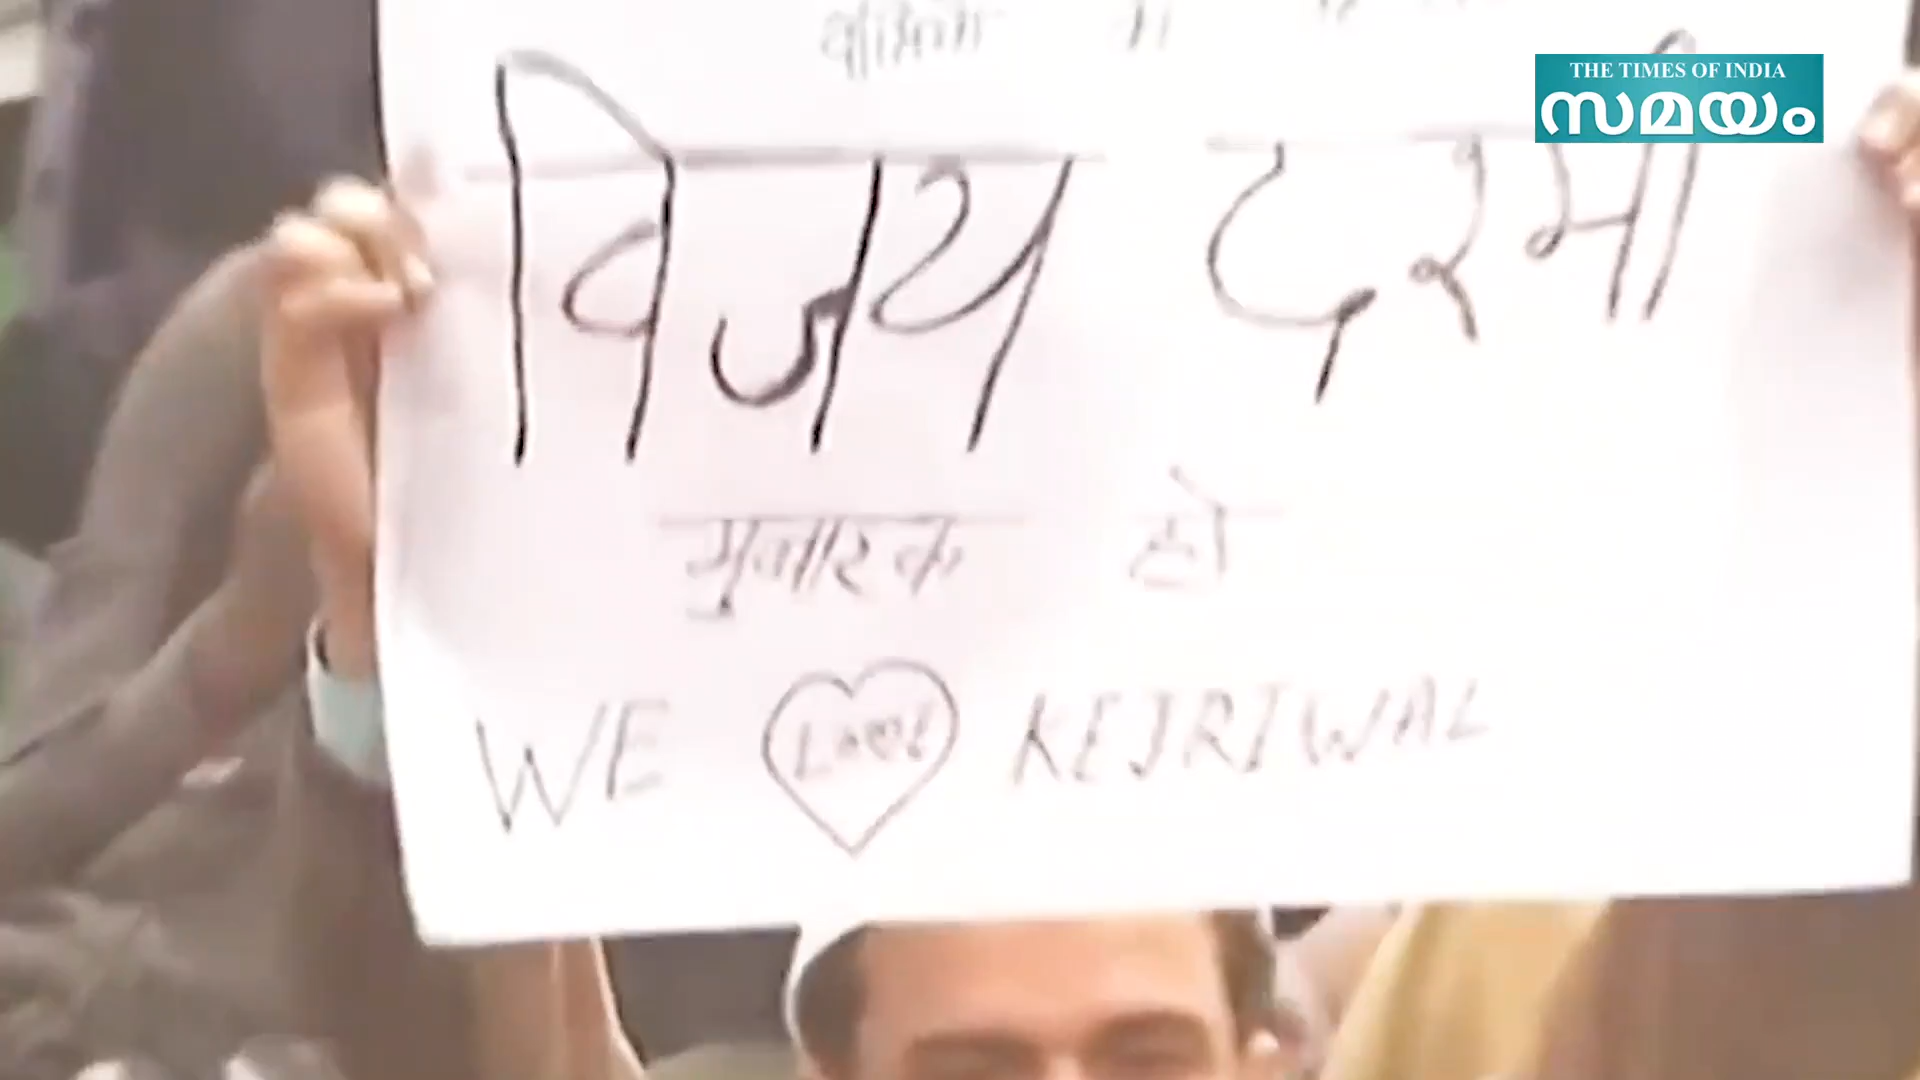 THE TIMES OF INDIA
സമയം
विजय दशमी
मुबारक हो
WE Love KEJRIWAL